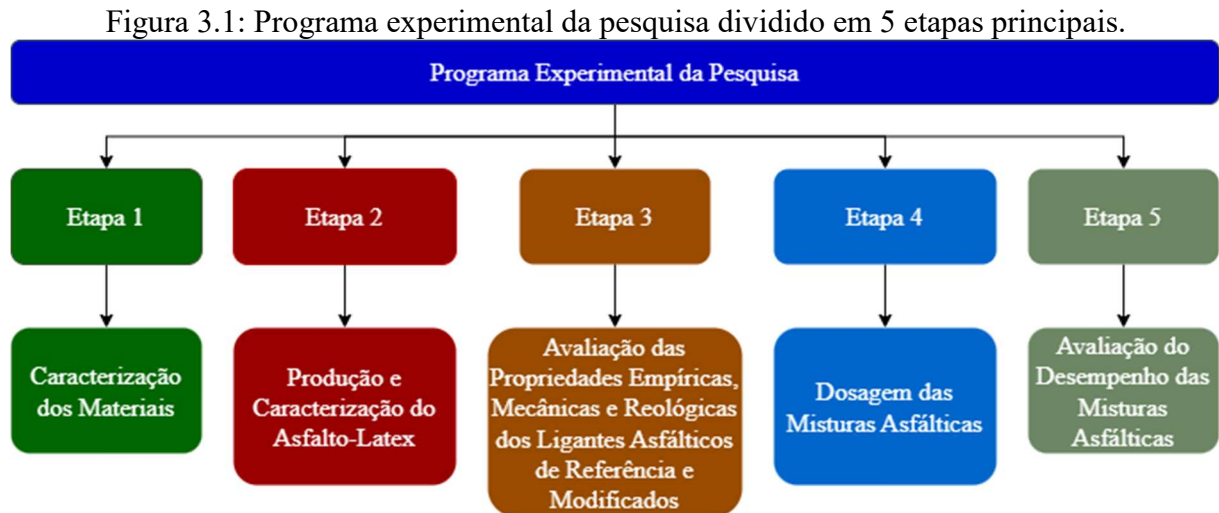 Figura 3.1: Programa experimental da pesquisa dividido em 5 etapas principais.
Programa Experimental da Pesquisa
Etapa 1
Etapa 2
Etapa 3
Etapa 4
Etapa 5
Caracterização
dos Materiais
Produção e
Caracterização do
Asfalto-Latex
Avaliação das
Propriedades Empíricas,
Mecânicas e Reológicas
dos Ligantes Asfálticos
de Referência e
Modificados
Dosagem das
Misturas Asfálticas
Avaliação do
Desempenho das
Misturas
Asfálticas